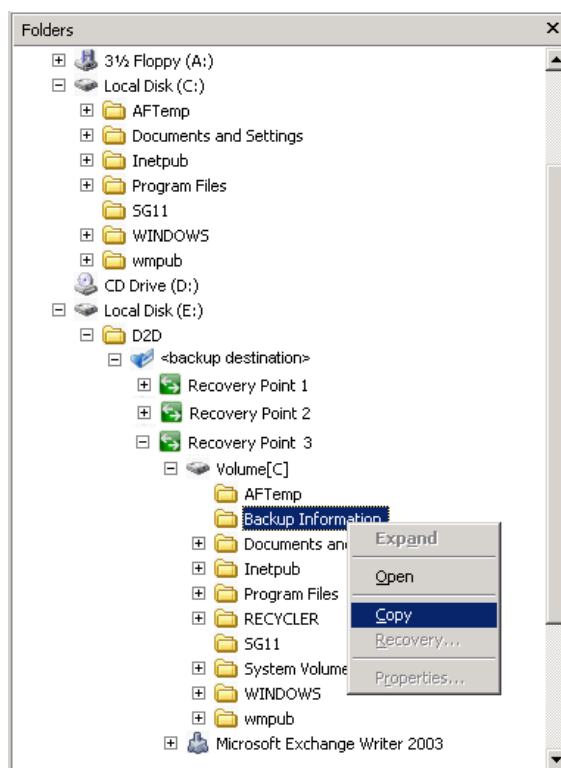 Folders
3½ Floppy (A:)
Local Disk (C:)
AFTemp
Documents and Settings
Inetpub
Program Files
SG11
WINDOWS
wmpub
CD Drive (D:)
Local Disk (E:)
D2D
<backup destination>
Recovery Point 1
Recovery Point 2
Recovery Point 3
Volume[C]
AFTemp
Backup Information
Documents an
Inetpub
Program Files
RECYCLER
SG11
System Volume
WINDOWS
wmpub
Microsoft Exchange Writer 2003
Expand
Open
Copy
Recovery...
Properties...